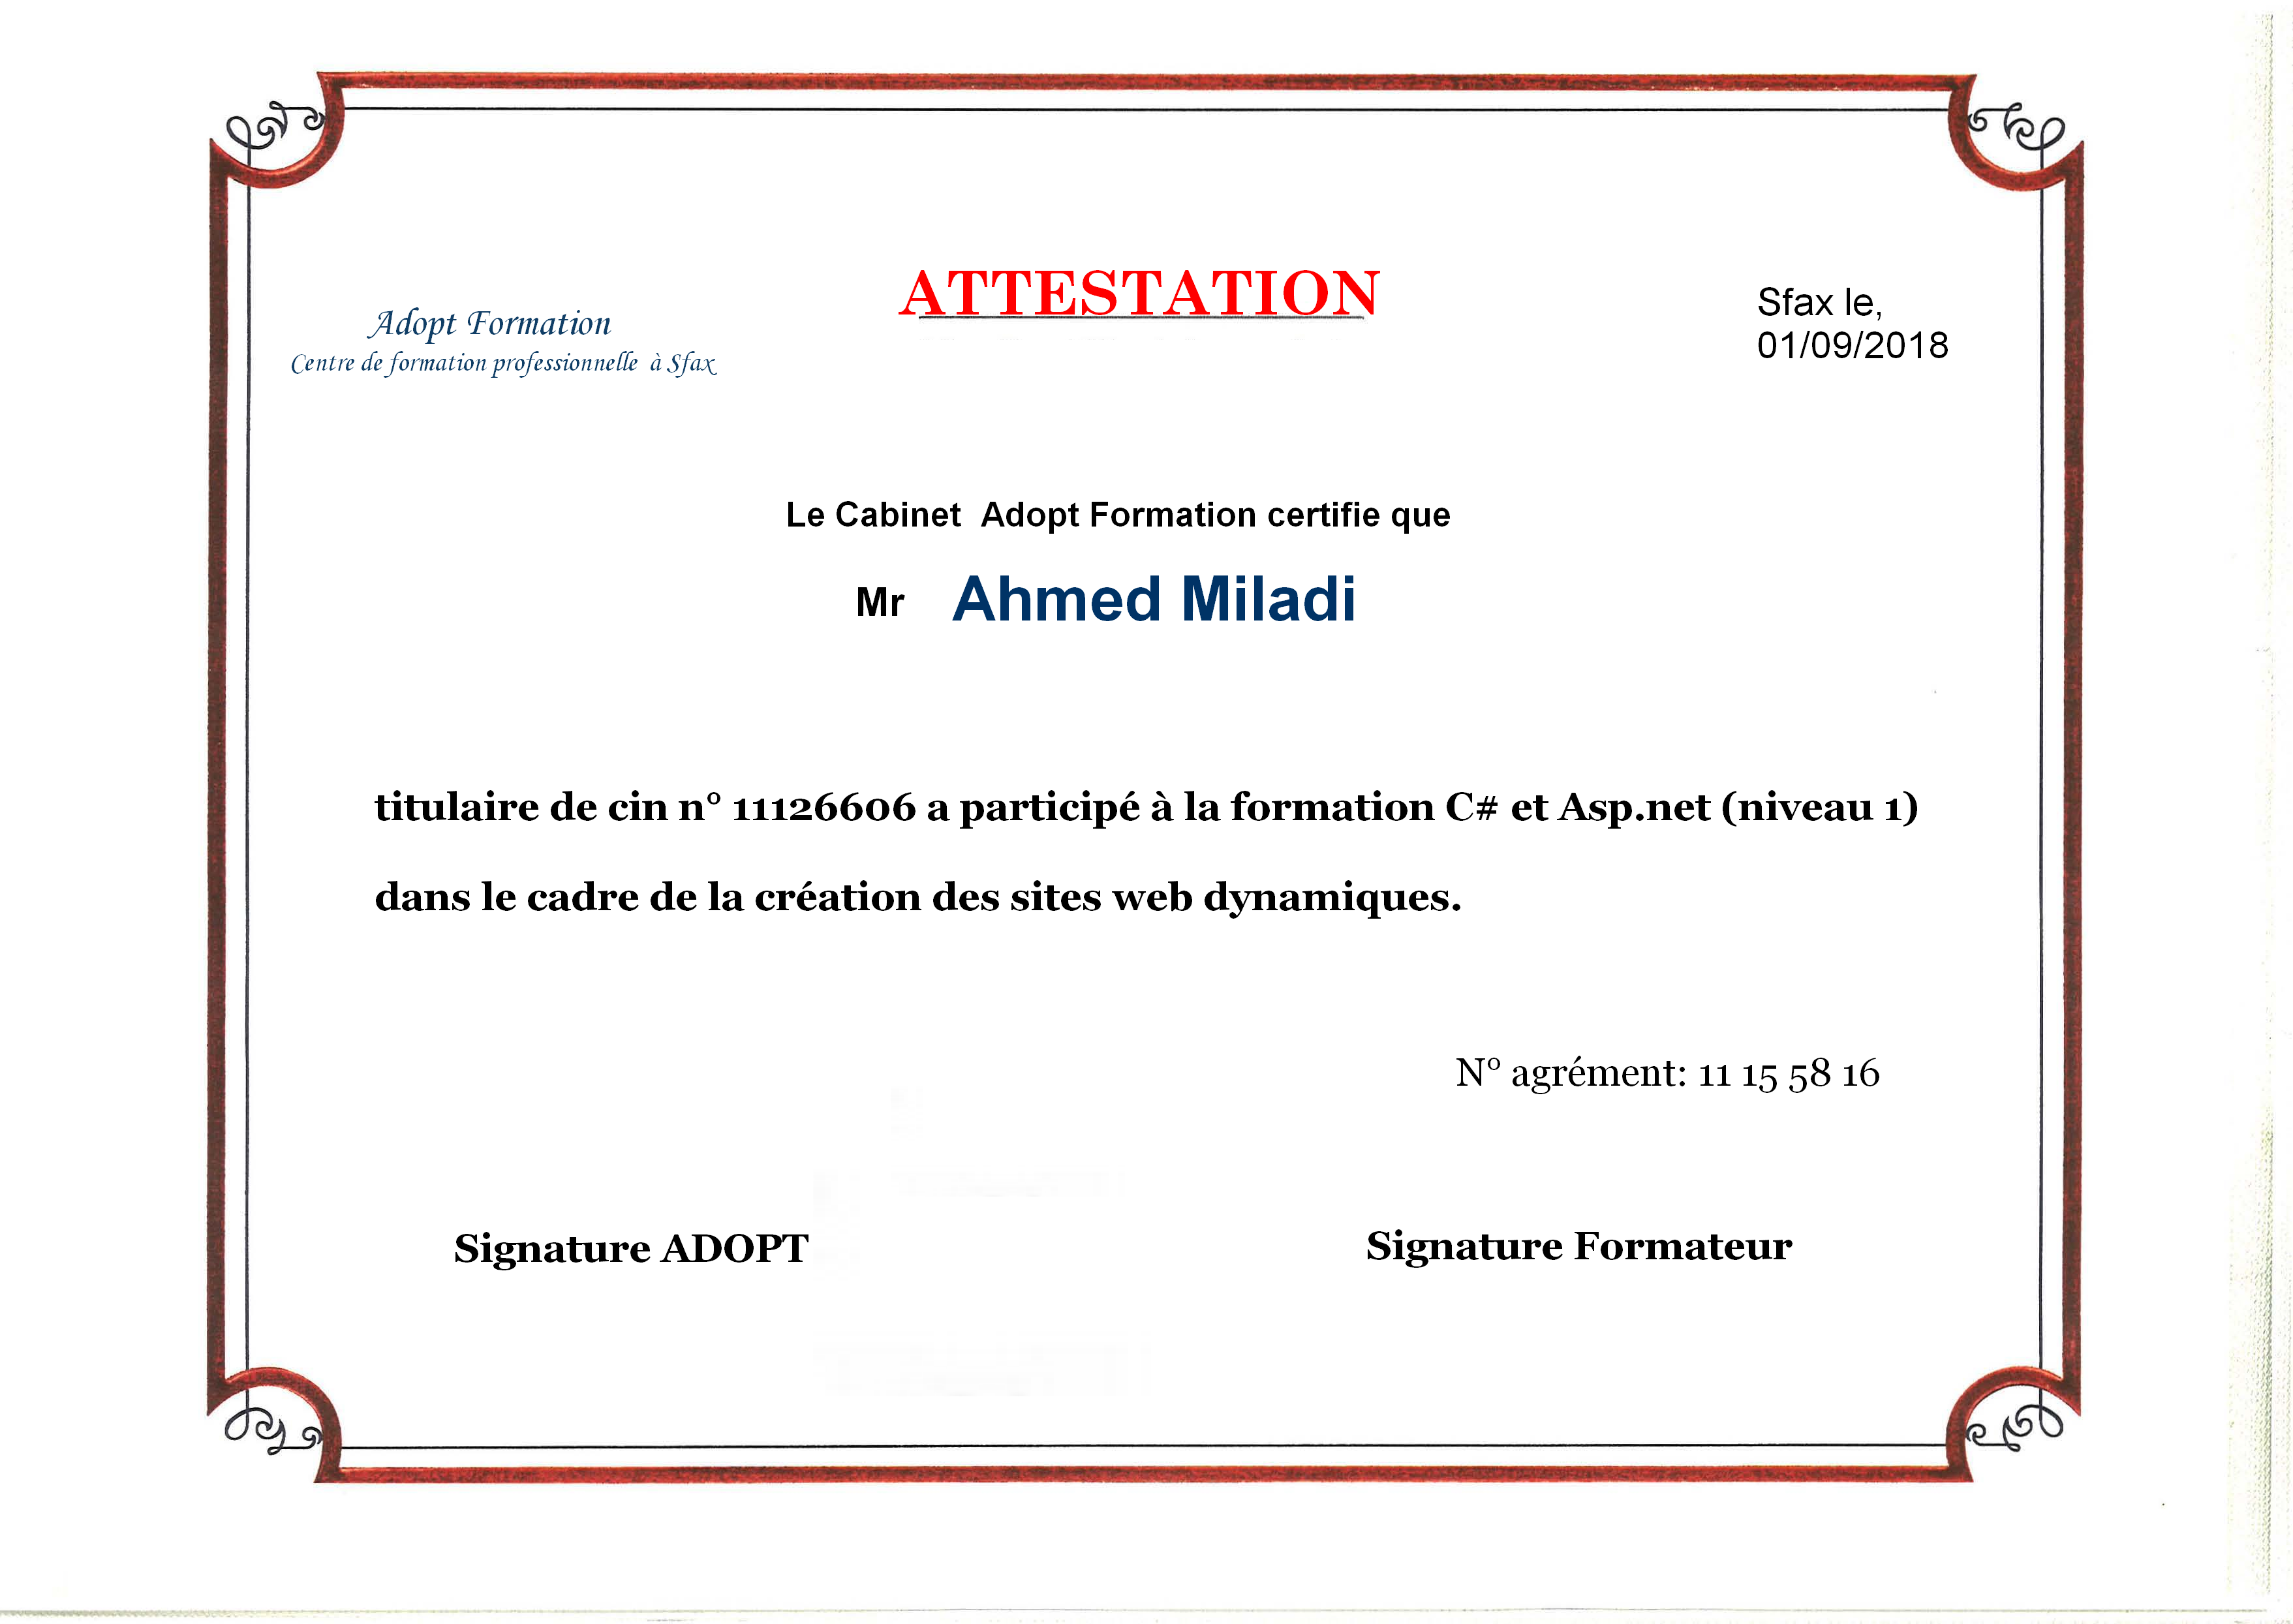 ATTESTATION
Adopt Formation
Centre de formation professionnelle à Sfax
Sfax le,
01/09/2018
Le Cabinet Adopt Formation certifie que
Mr Ahmed Miladi
titulaire de cin n° 11126606 a participé à la formation C# et Asp.net (niveau 1)
dans le cadre de la création des sites web dynamiques.
N° agrément: 11 15 58 16
Signature ADOPT
Signature Formateur